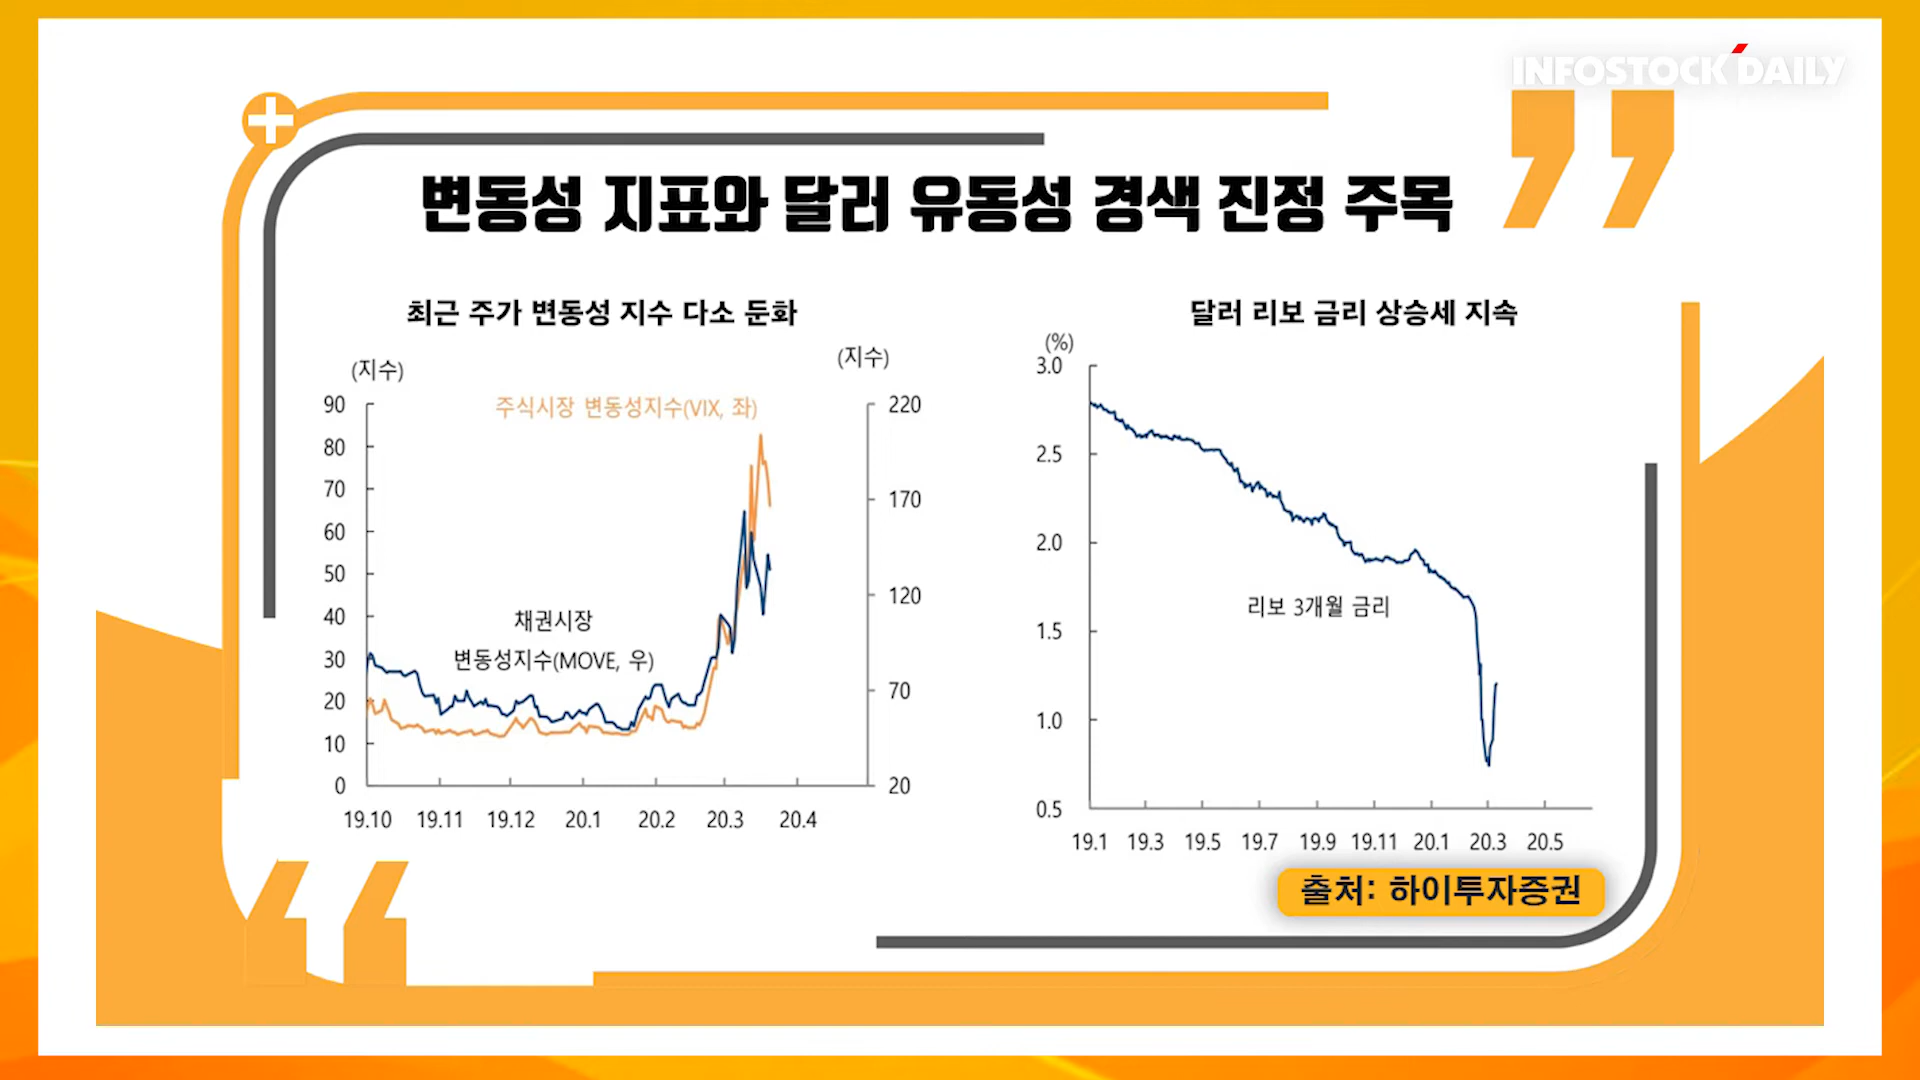 INFOSTOCK DAILY
변동성 지표와 달러 유동성 경색 진정 주목
최근 주가 변동성 지수 다소 둔화
(지수)
(지수)
주식시장 변동성지수(VIX, 좌)
채권시장
변동성지수(MOVE, 우)
90
80
70
60
50
40
30
20
10
0
220
170
120
70
20
19.10 19.11 19.12 20.1 20.2 20.3 20.4
달러 리보 금리 상승세 지속
(%)
3.0
2.5
2.0
1.5
1.0
0.5
리보 3개월 금리
19.1 19.3 19.5 19.7 19.9 19.11 20.1 20.3 20.5
출처: 하이투자증권